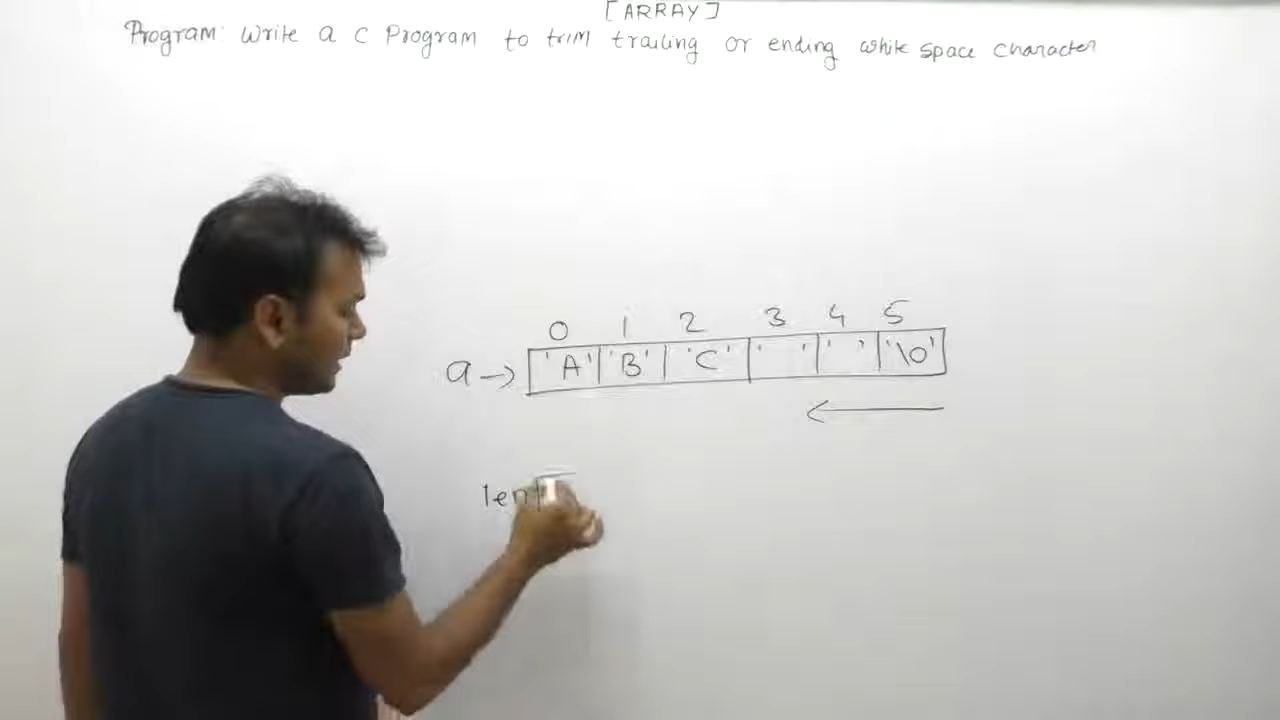 [ARRAY]
Program: Write a C Program to trim trailing or ending white space character
0 1 2 3 4 5
a → 'A' 'B' 'C' ' ' ' ' '\0'
len